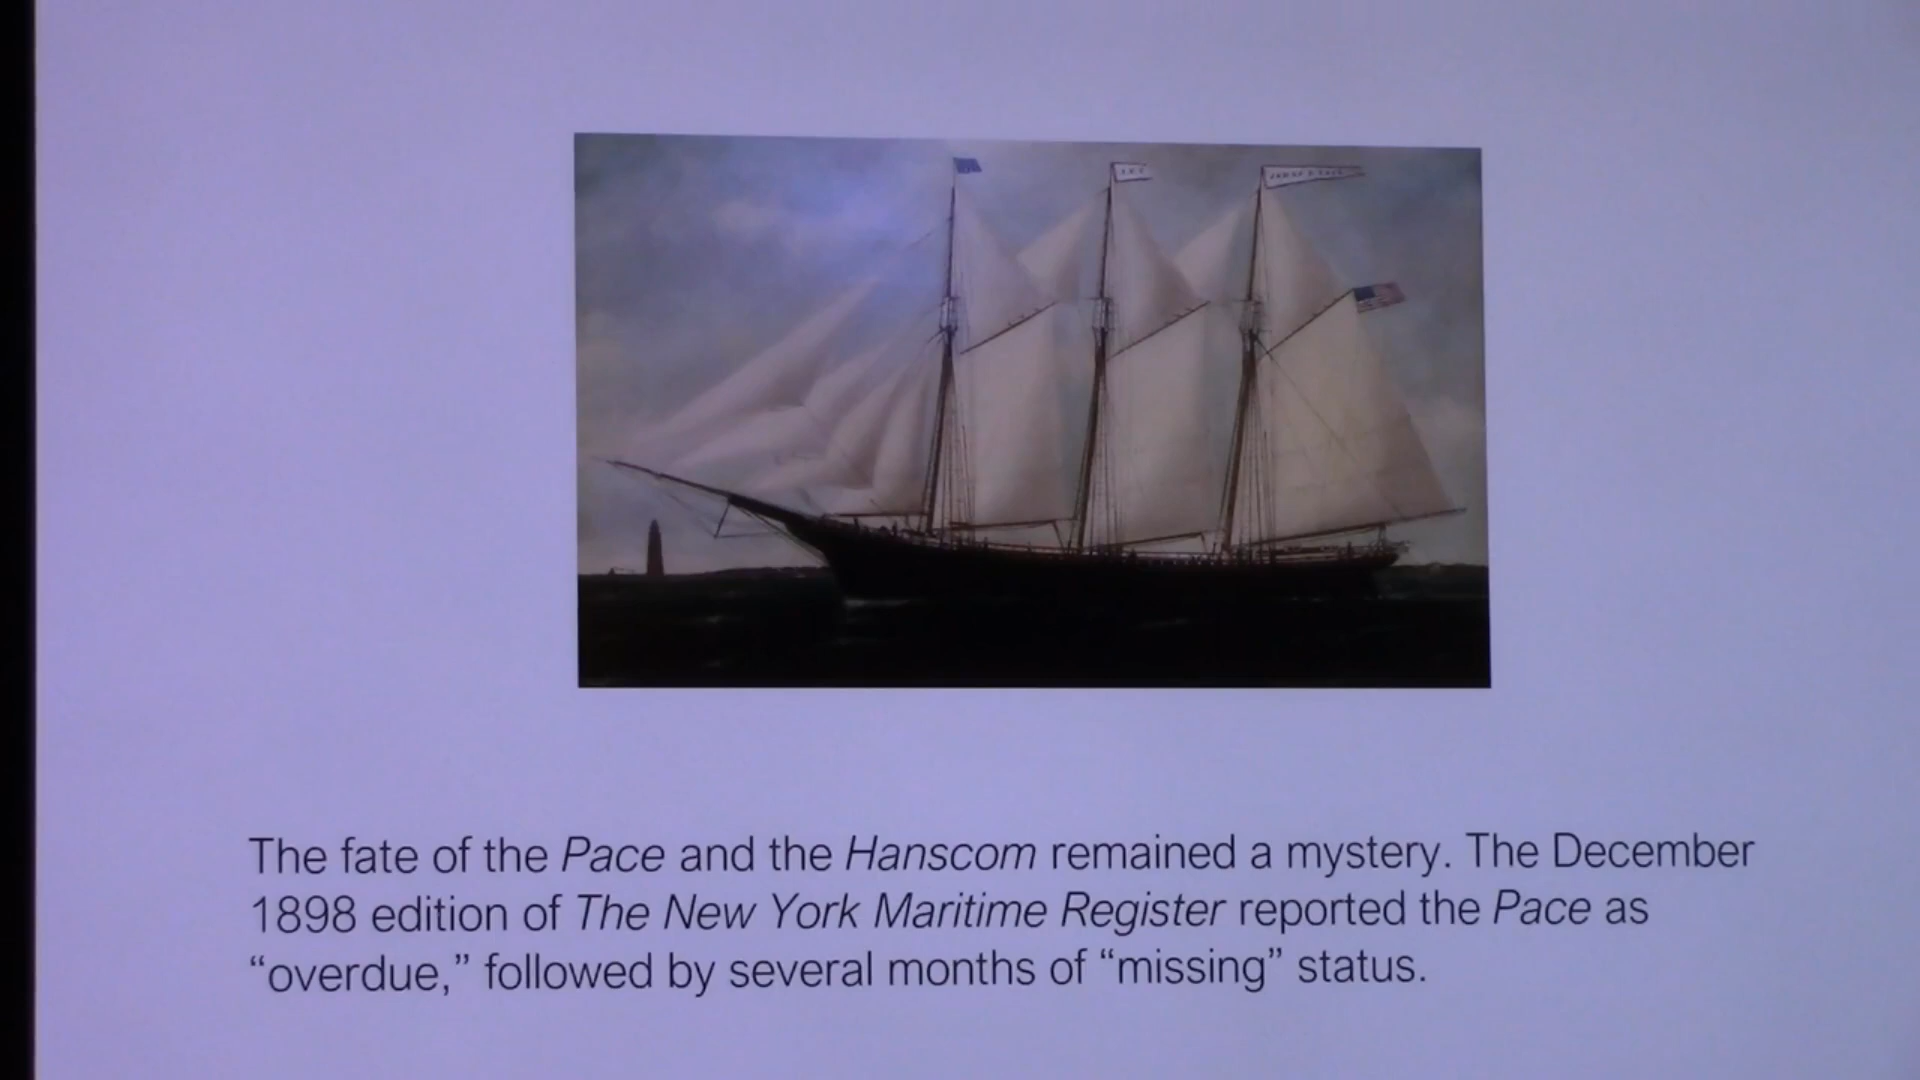 The fate of the Pace and the Hanscom remained a mystery. The December
1898 edition of The New York Maritime Register reported the Pace as
“overdue,” followed by several months of “missing” status.